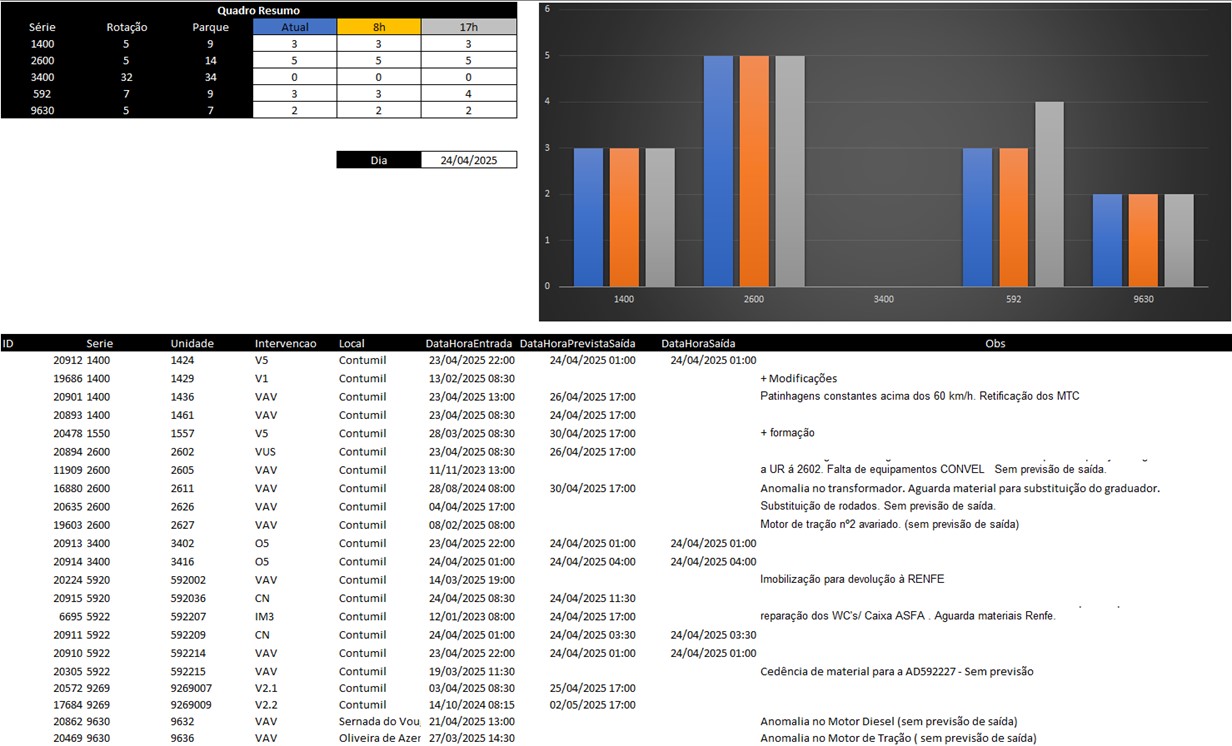 Quadro Resumo
Série Rotação Parque Atual 8h 17h
1400 5 9 3 3 3
2600 5 14 5 5 5
3400 32 34 0 0 0
592 7 9 3 3 4
9630 5 7 2 2 2
Dia 24/04/2025
6
5
4
3
2
1
0
1400 2600 3400 592 9630
ID Serie Unidade Intervencao Local DataHoraEntrada DataHoraPrevistaSaída DataHoraSaída Obs
20912 1400 1424 V5 Contumil 23/04/2025 22:00 24/04/2025 01:00 24/04/2025 01:00
19686 1400 1429 V1 Contumil 13/02/2025 08:30 + Modificações
20901 1400 1436 VAV Contumil 23/04/2025 13:00 26/04/2025 17:00 Patinhagens constantes acima dos 60 km/h. Retificação dos MTC
20893 1400 1461 VAV Contumil 23/04/2025 08:30 24/04/2025 17:00
20478 1550 1557 V5 Contumil 28/03/2025 08:30 30/04/2025 17:00 + formação
20894 2600 2602 VUS Contumil 23/04/2025 08:30 26/04/2025 17:00
11909 2600 2605 VAV Contumil 11/11/2023 13:00 a UR á 2602. Falta de equipamentos CONVEL Sem previsão de saída.
16880 2600 2611 VAV Contumil 28/08/2024 08:00 30/04/2025 17:00 Anomalia no transformador. Aguarda material para substituição do graduador.
20635 2600 2626 VAV Contumil 04/04/2025 17:00 Substituição de rodados. Sem previsão de saída.
19603 2600 2627 VAV Contumil 08/02/2025 08:00 Motor de tração nº2 avariado. (sem previsão de saída)
20913 3400 3402 O5 Contumil 23/04/2025 22:00 24/04/2025 01:00 24/04/2025 01:00
20914 3400 3416 O5 Contumil 24/04/2025 01:00 24/04/2025 04:00 24/04/2025 04:00
20224 5920 592002 VAV Contumil 14/03/2025 19:00 Imobilização para devolução à RENFE
20915 5920 592036 CN Contumil 24/04/2025 08:30 24/04/2025 11:30
6695 5922 592207 IM3 Contumil 12/01/2023 08:00 24/04/2025 17:00 reparação dos WC's/ Caixa ASFA . Aguarda materiais Renfe.
20911 5922 592209 CN Contumil 24/04/2025 01:00 24/04/2025 03:30 24/04/2025 03:30
20910 5922 592214 VAV Contumil 23/04/2025 22:00 24/04/2025 01:00 24/04/2025 01:00
20305 5922 592215 VAV Contumil 19/03/2025 11:30 Cedência de material para a AD592227 - Sem previsão
20572 9269 9269007 V2.1 Contumil 03/04/2025 08:30 25/04/2025 17:00
17684 9269 9269009 V2.2 Contumil 14/10/2024 08:15 02/05/2025 17:00
20862 9630 9632 VAV Sernada do Vou 21/04/2025 13:00 Anomalia no Motor Diesel (sem previsão de saída)
20469 9630 9636 VAV Oliveira de Azer 27/03/2025 14:30 Anomalia no Motor de Tração ( sem previsão de saída)